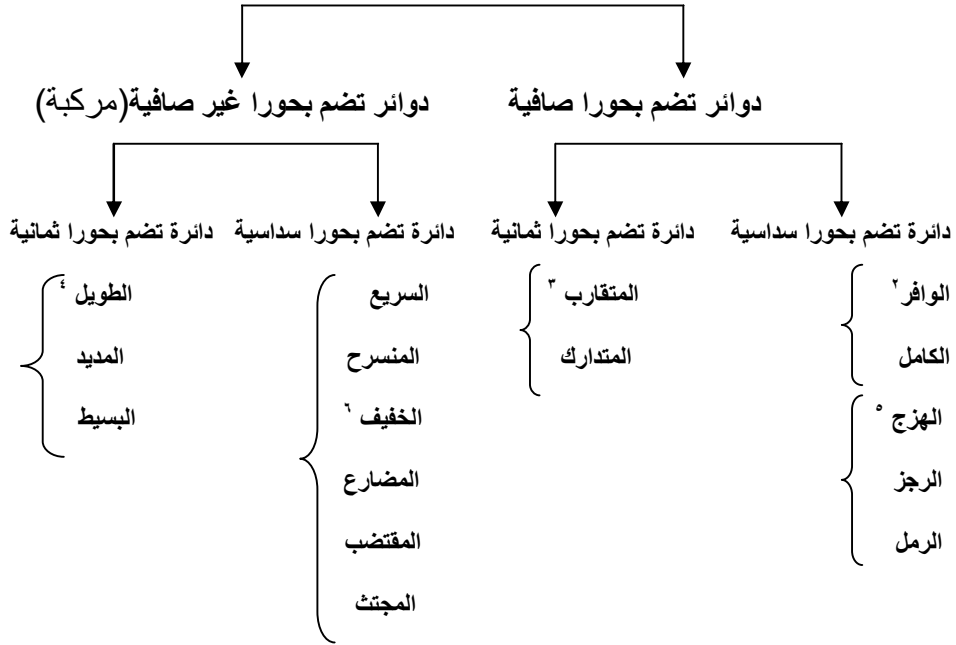 دوائر تضم بحورا صافية
دوائر تضم بحورا غير صافية(مركبة)
دائرة تضم بحورا سداسية
دائرة تضم بحورا ثمانية
دائرة تضم بحورا سداسية
دائرة تضم بحورا ثمانية
الوافر ٢
الكامل
الهزج ٥
الرجز
الرمل
المتقارب ٣
المتدارك
السريع
المنسرح
الخفيف ٦
المضارع
المقتضب
المجتث
الطويل ٤
المديد
البسيط